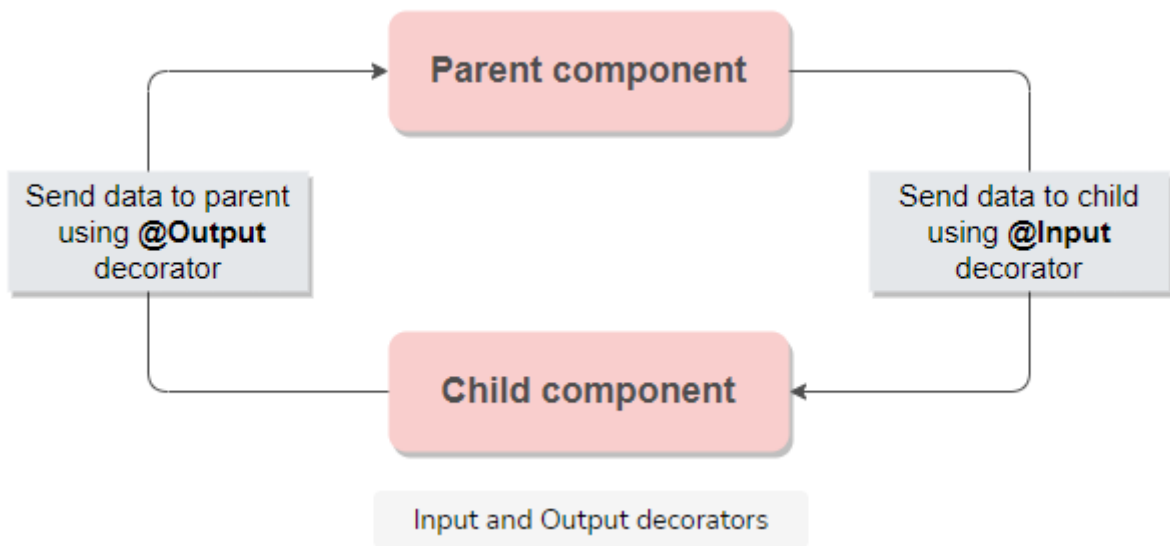 Parent component
Send data to parent
using @Output
decorator
Send data to child
using @Input
decorator
Child component
Input and Output decorators